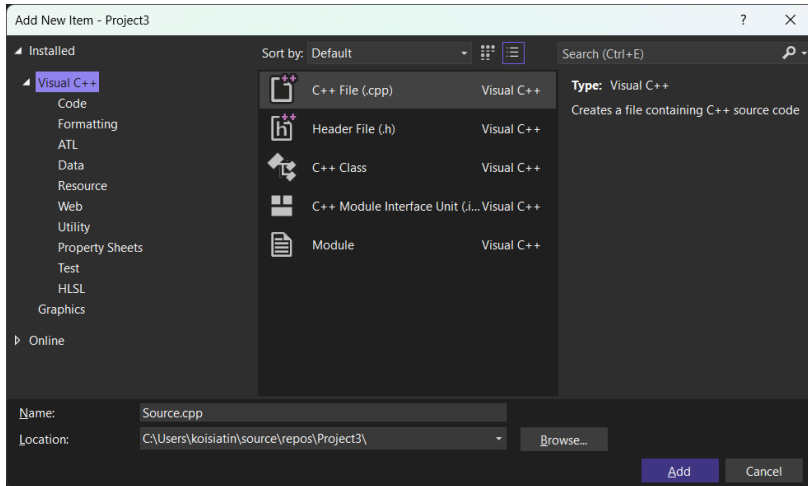 Add New Item - Project3
? ×
Installed
Visual C++
Code
Formatting
ATL
Data
Resource
Web
Utility
Property Sheets
Test
HLSL
Graphics
Online
Sort by: Default
C++ File (.cpp) Visual C++
Header File (.h) Visual C++
C++ Class Visual C++
C++ Module Interface Unit (.i... Visual C++
Module Visual C++
Search (Ctrl+E)
Type: Visual C++
Creates a file containing C++ source code
Name: Source.cpp
Location: C:\Users\koisiatin\source\repos\Project3\ Browse...
Add Cancel